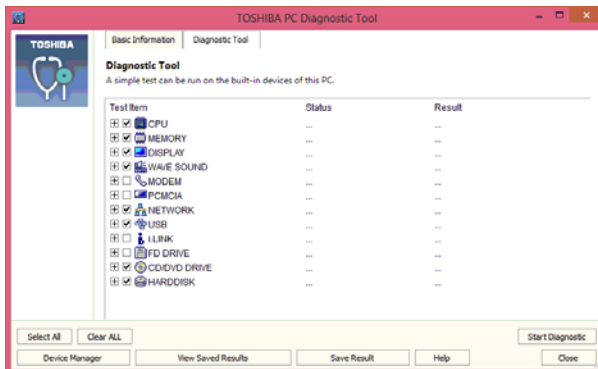 TOSHIBA PC Diagnostic Tool
TOSHIBA
Basic Information Diagnostic Tool
Diagnostic Tool
A simple test can be run on the built-in devices of this PC.
Test Item Status Result
CPU ... ...
MEMORY ... ...
DISPLAY ... ...
WAVE SOUND ... ...
MODEM ... ...
PCMCIA ... ...
NETWORK ... ...
USB ... ...
i.LINK ... ...
FD DRIVE ... ...
CD/DVD DRIVE ... ...
HARDDISK ... ...
Select All Clear ALL Start Diagnostic
Device Manager View Saved Results Save Result Help Close